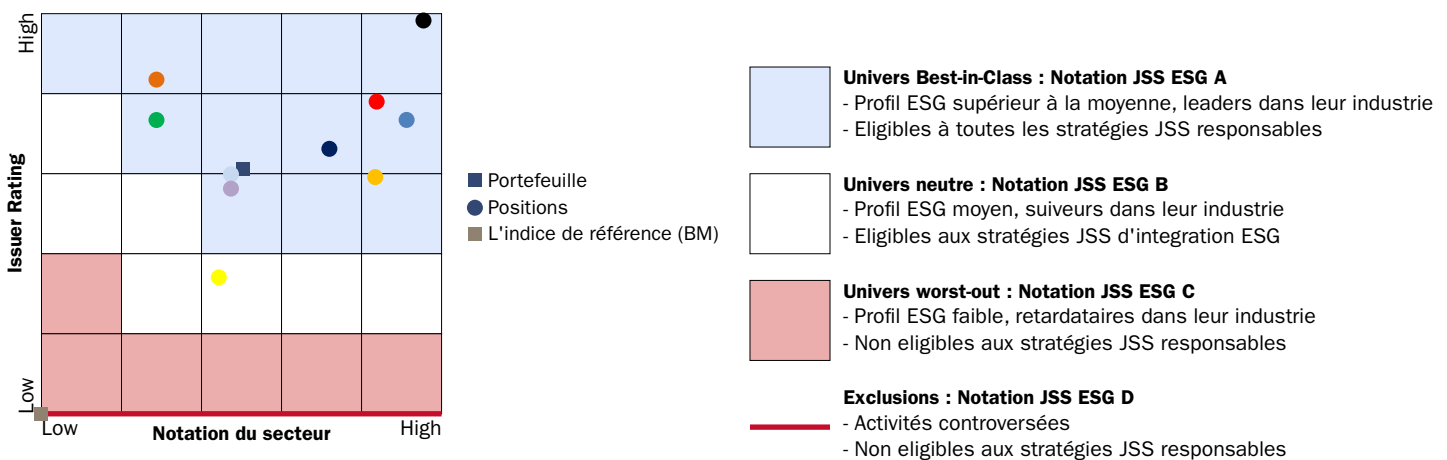 High
Issuer Rating
Low
Low
Notation du secteur
High
Portefeuille
Positions
L'indice de référence (BM)
Univers Best-in-Class : Notation JSS ESG A
- Profil ESG supérieur à la moyenne, leaders dans leur industrie
- Eligibles à toutes les stratégies JSS responsables
Univers neutre : Notation JSS ESG B
- Profil ESG moyen, suiveurs dans leur industrie
- Eligibles aux stratégies JSS d'integration ESG
Univers worst-out : Notation JSS ESG C
- Profil ESG faible, retardataires dans leur industrie
- Non eligibles aux stratégies JSS responsables
Exclusions : Notation JSS ESG D
- Activités controversées
- Non eligibles aux stratégies JSS responsables